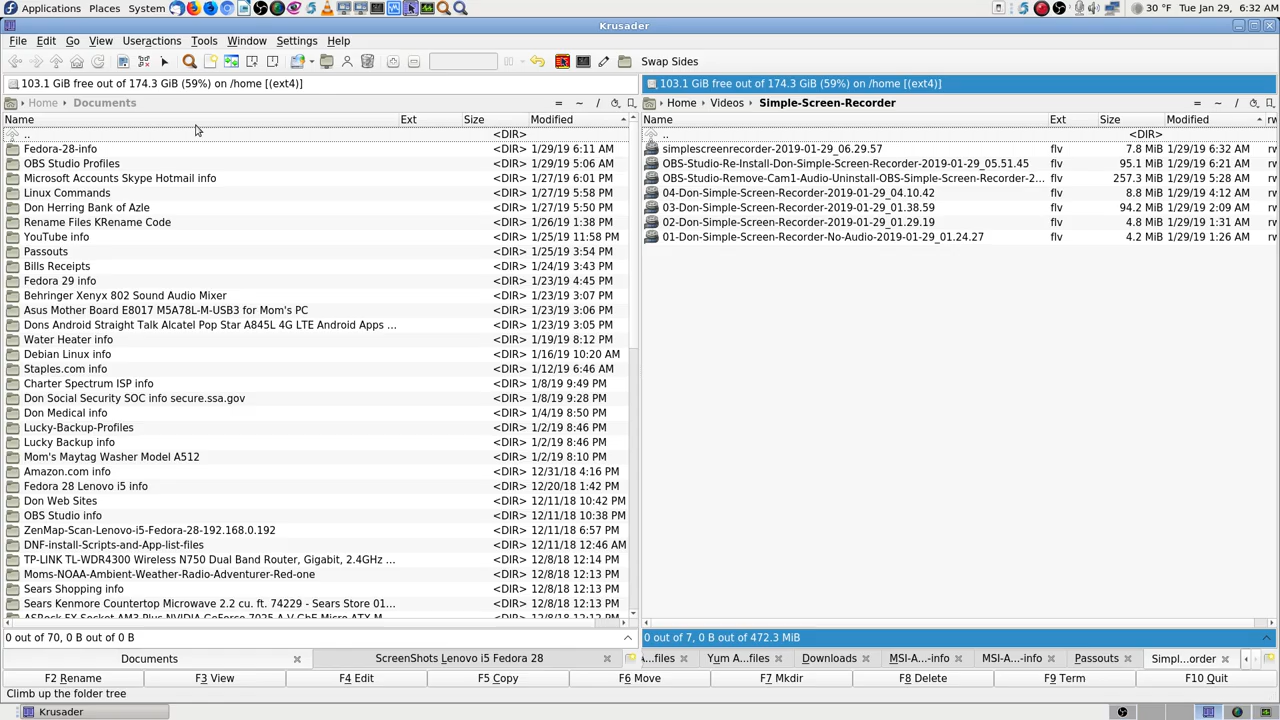 Applications Places System 30 °F Tue Jan 29, 6:32 AM
Krusader
File Edit Go View Useractions Tools Window Settings Help
Swap Sides
103.1 GiB free out of 174.3 GiB (59%) on /home [(ext4)] 103.1 GiB free out of 174.3 GiB (59%) on /home [(ext4)]
Home Documents = ~ / Home Videos Simple-Screen-Recorder = ~ /
Name Ext Size Modified Name Ext Size Modified rw
.. <DIR> .. <DIR>
Fedora-28-info <DIR> 1/29/19 6:11 AM simplescreenrecorder-2019-01-29_06.29.57 flv 7.8 MiB 1/29/19 6:32 AM rw
OBS Studio Profiles <DIR> 1/29/19 5:06 AM OBS-Studio-Re-Install-Don-Simple-Screen-Recorder-2019-01-29_05.51.45 flv 95.1 MiB 1/29/19 6:21 AM rw
Microsoft Accounts Skype Hotmail info <DIR> 1/27/19 6:01 PM OBS-Studio-Remove-Cam1-Audio-Uninstall-OBS-Simple-Screen-Recorder-2... flv 257.3 MiB 1/29/19 5:28 AM rw
Linux Commands <DIR> 1/27/19 5:58 PM 04-Don-Simple-Screen-Recorder-2019-01-29_04.10.42 flv 8.8 MiB 1/29/19 4:12 AM rw
Don Herring Bank of Azle <DIR> 1/27/19 5:50 PM 03-Don-Simple-Screen-Recorder-2019-01-29_01.38.59 flv 94.2 MiB 1/29/19 2:09 AM rw
Rename Files KRename Code <DIR> 1/26/19 1:38 PM 02-Don-Simple-Screen-Recorder-2019-01-29_01.29.19 flv 4.8 MiB 1/29/19 1:31 AM rw
YouTube info <DIR> 1/25/19 11:58 PM 01-Don-Simple-Screen-Recorder-No-Audio-2019-01-29_01.24.27 flv 4.2 MiB 1/29/19 1:26 AM rw
Passouts <DIR> 1/25/19 3:54 PM
Bills Receipts <DIR> 1/24/19 3:43 PM
Fedora 29 info <DIR> 1/23/19 4:45 PM
Behringer Xenyx 802 Sound Audio Mixer <DIR> 1/23/19 3:07 PM
Asus Mother Board E8017 M5A78L-M-USB3 for Mom's PC <DIR> 1/23/19 3:06 PM
Dons Android Straight Talk Alcatel Pop Star A845L 4G LTE Android Apps ... <DIR> 1/23/19 3:05 PM
Water Heater info <DIR> 1/19/19 8:12 PM
Debian Linux info <DIR> 1/16/19 10:20 AM
Staples.com info <DIR> 1/12/19 6:46 AM
Charter Spectrum ISP info <DIR> 1/8/19 9:49 PM
Don Social Security SOC info secure.ssa.gov <DIR> 1/8/19 9:28 PM
Don Medical info <DIR> 1/4/19 8:50 PM
Lucky-Backup-Profiles <DIR> 1/2/19 8:46 PM
Lucky Backup info <DIR> 1/2/19 8:46 PM
Mom's Maytag Washer Model A512 <DIR> 1/2/19 8:10 PM
Amazon.com info <DIR> 12/31/18 4:16 PM
Fedora 28 Lenovo i5 info <DIR> 12/20/18 1:42 PM
Don Web Sites <DIR> 12/11/18 10:42 PM
OBS Studio info <DIR> 12/11/18 10:38 PM
ZenMap-Scan-Lenovo-i5-Fedora-28-192.168.0.192 <DIR> 12/11/18 6:57 PM
DNF-install-Scripts-and-App-list-files <DIR> 12/11/18 12:46 AM
TP-LINK TL-WDR4300 Wireless N750 Dual Band Router, Gigabit, 2.4GHz ... <DIR> 12/8/18 12:14 PM
Moms-NOAA-Ambient-Weather-Radio-Adventurer-Red-one <DIR> 12/8/18 12:13 PM
Sears Shopping info <DIR> 12/8/18 12:13 PM
Sears Kenmore Countertop Microwave 2.2 cu. ft. 74229 - Sears Store 01... <DIR> 12/8/18 12:13 PM
0 out of 70, 0 B out of 0 B 0 out of 7, 0 B out of 472.3 MiB
Documents ScreenShots Lenovo i5 Fedora 28 ...files Yum A...files Downloads MSI-A...-info MSI-A...-info Passouts Simpl...order
F2 Rename F3 View F4 Edit F5 Copy F6 Move F7 Mkdir F8 Delete F9 Term F10 Quit
Climb up the folder tree
Krusader